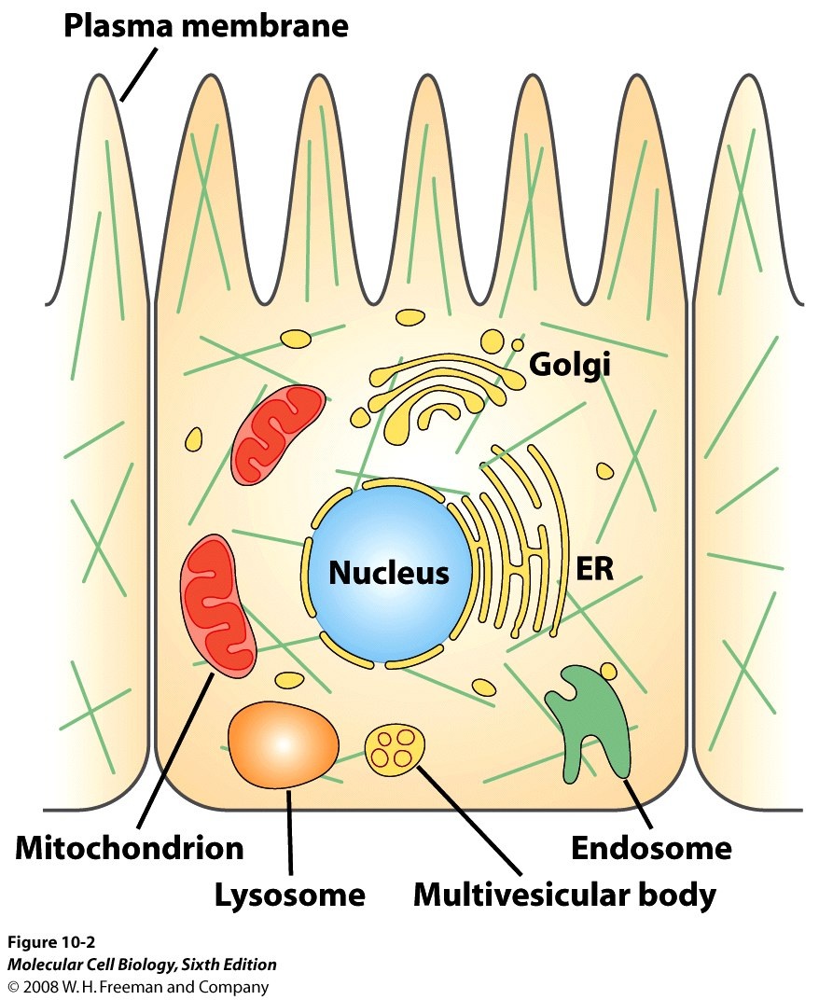 Plasma membrane
Golgi
Nucleus
ER
Mitochondrion
Endosome
Lysosome
Multivesicular body
Figure 10-2
Molecular Cell Biology, Sixth Edition
© 2008 W. H. Freeman and Company